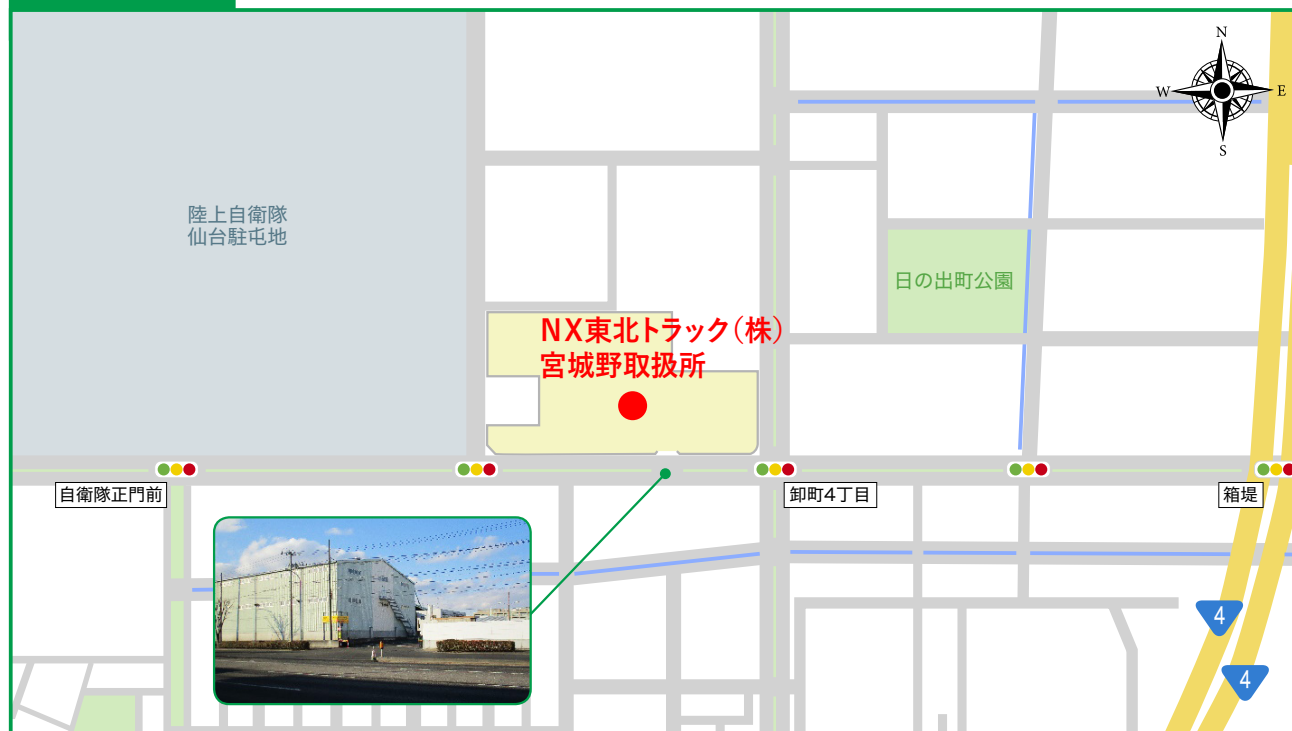 N
W
E
S
陸上自衛隊
仙台駐屯地
日の出町公園
NX東北トラック(株)
宮城野取扱所
自衛隊正門前
卸町4丁目
箱堤
4
4